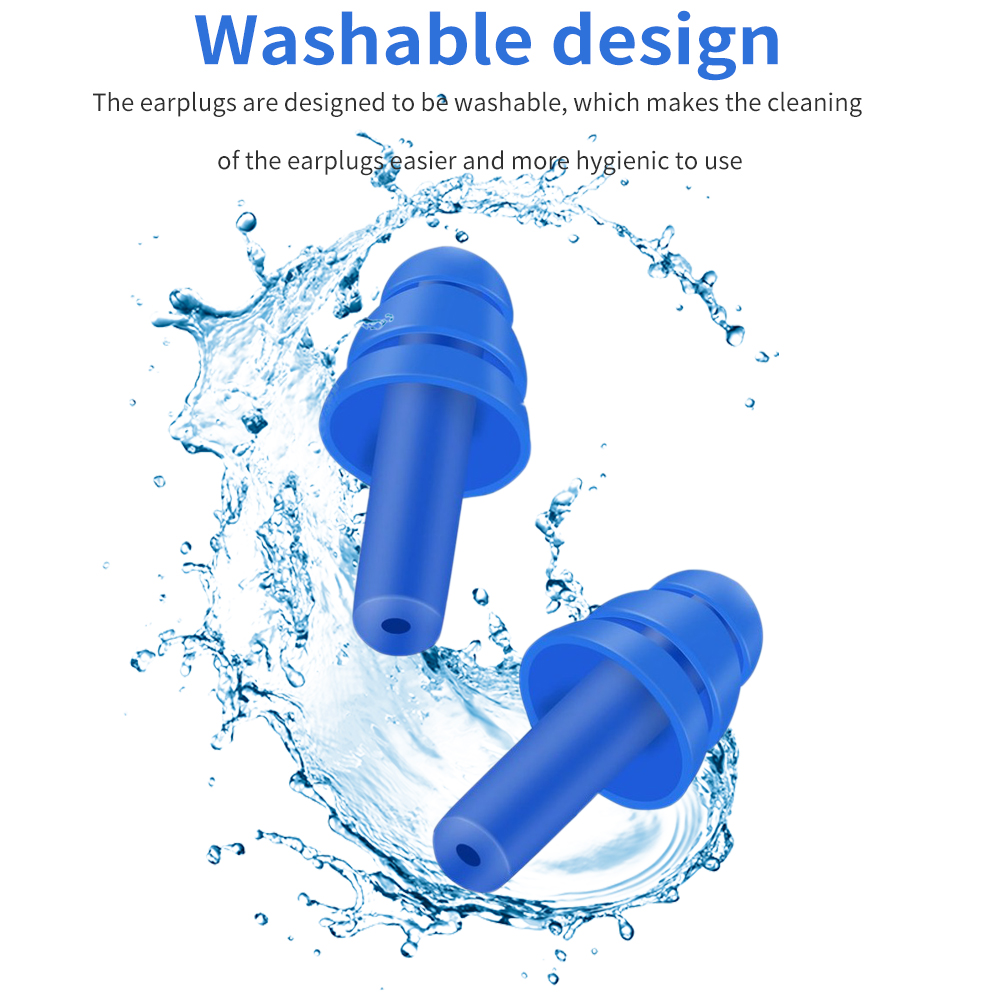 Washable design
The earplugs are designed to be washable, which makes the cleaning
of the earplugs easier and more hygienic to use